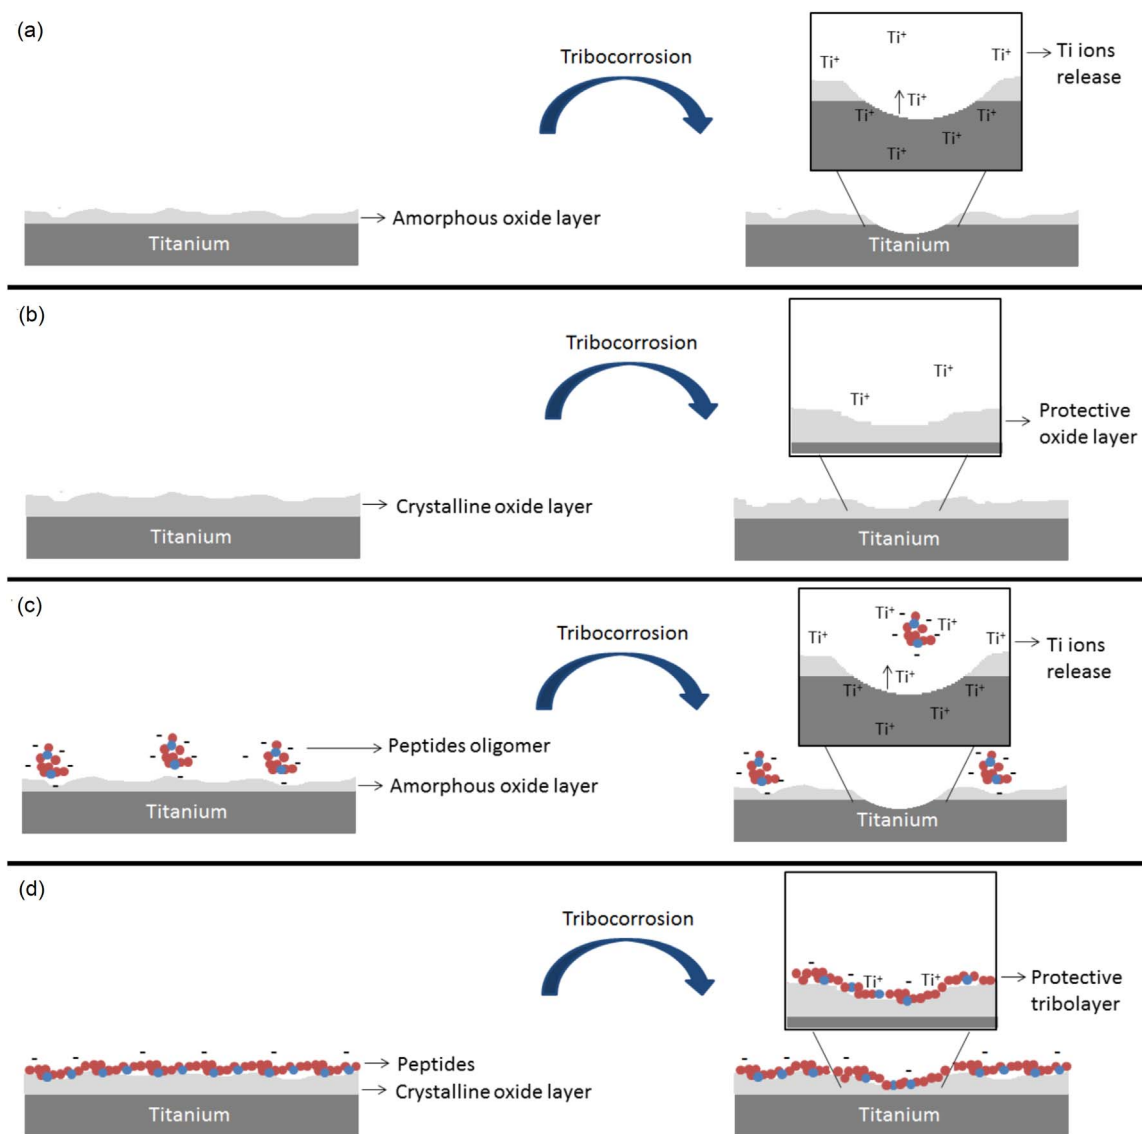 (a)
Tribocorrosion
Ti⁺
Ti⁺
Ti⁺
Ti⁺
Ti⁺
Ti⁺
Ti⁺
Ti⁺
Ti ions
release
Amorphous oxide layer
Titanium
Titanium
(b)
Tribocorrosion
Ti⁺
Ti⁺
Protective
oxide layer
Crystalline oxide layer
Titanium
Titanium
(c)
Tribocorrosion
Ti⁺
Ti⁺
Ti⁺
Ti⁺
Ti⁺
Ti⁺
Ti⁺
Ti⁺
Ti⁺
Ti ions
release
Peptides oligomer
Amorphous oxide layer
Titanium
Titanium
(d)
Tribocorrosion
Ti⁺
Ti⁺
Protective
tribolayer
Peptides
Crystalline oxide layer
Titanium
Titanium